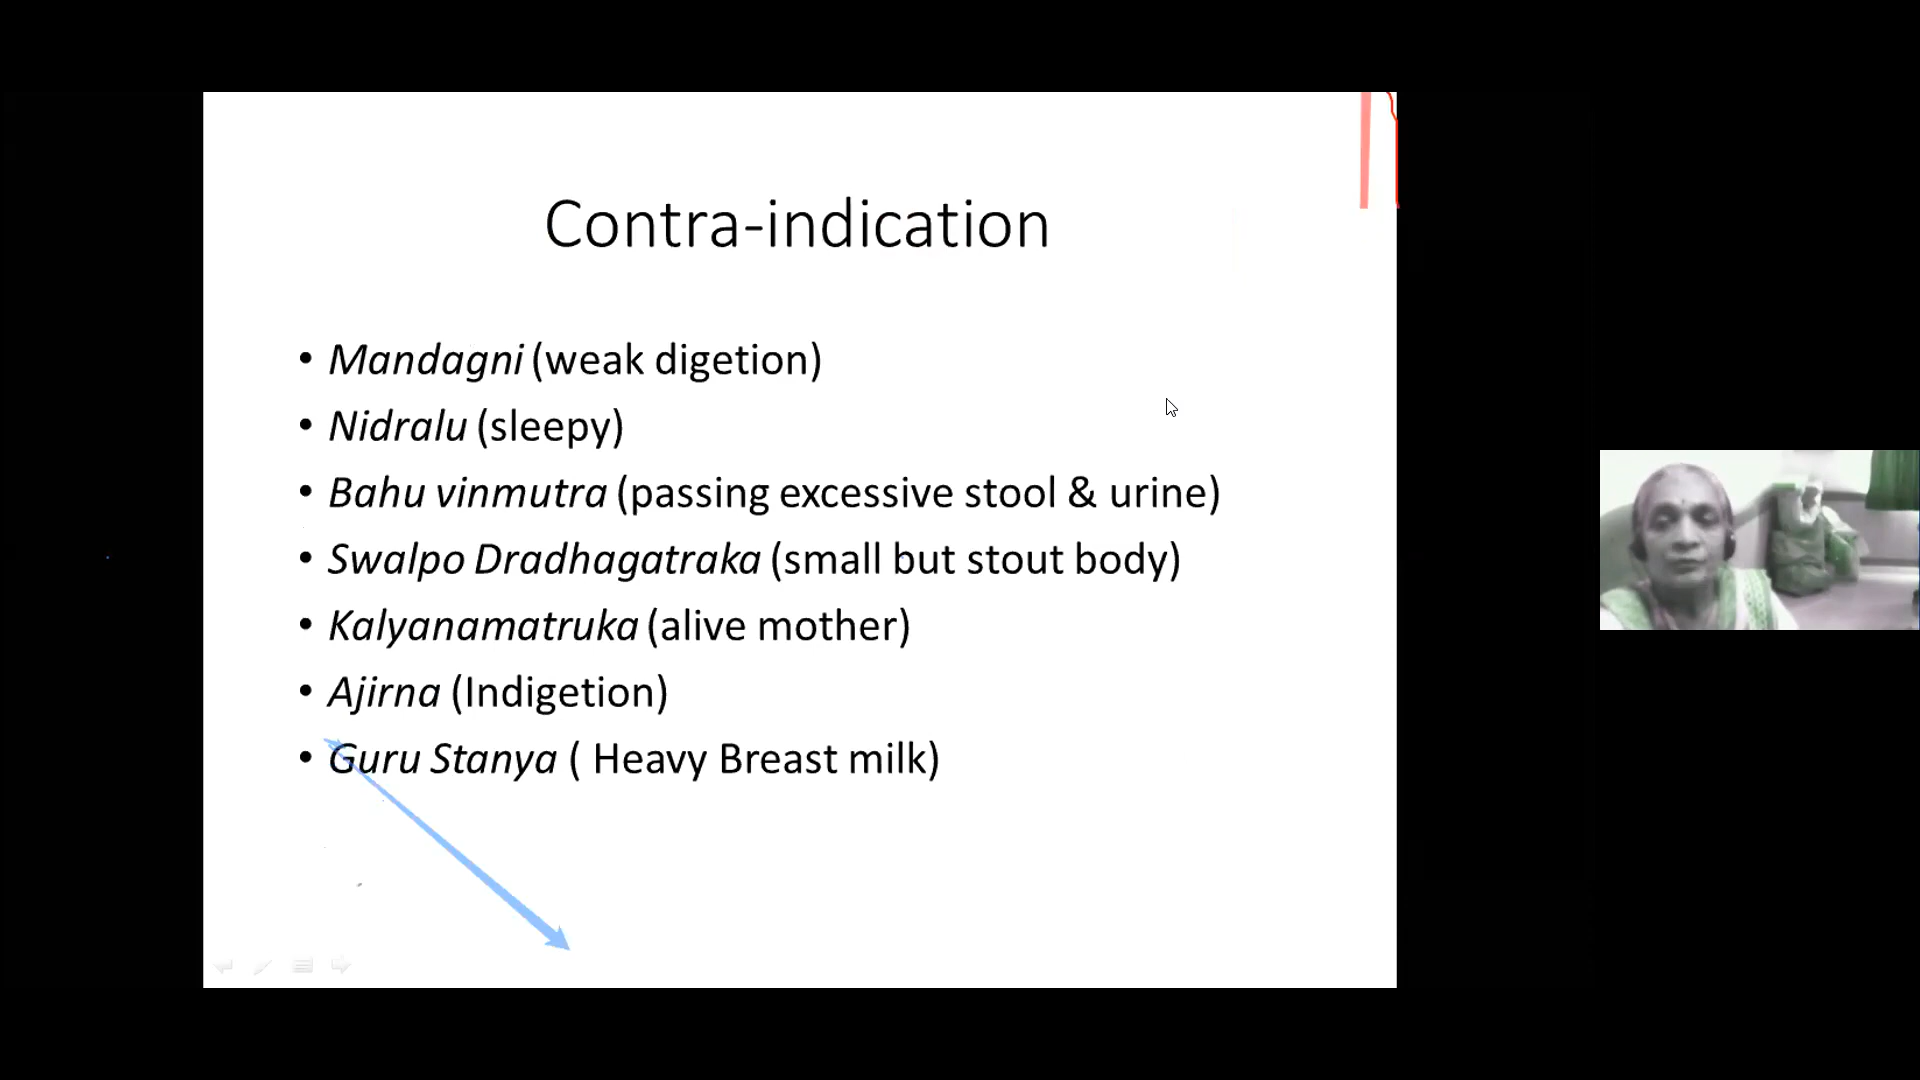 Contra-indication
• Mandagni (weak digetion)
• Nidralu (sleepy)
• Bahu vinmutra (passing excessive stool & urine)
• Swalpo Dradhagatraka (small but stout body)
• Kalyanamatruka (alive mother)
• Ajirna (Indigetion)
• Guru Stanya ( Heavy Breast milk)